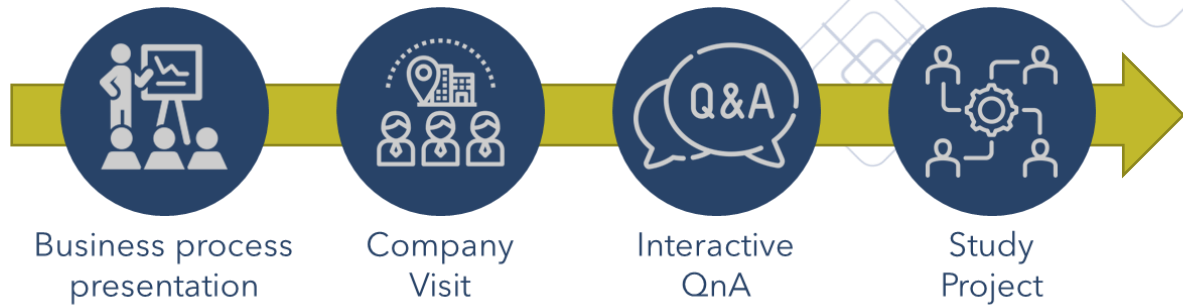 Q&A
Business process
presentation
Company
Visit
Interactive
QnA
Study
Project